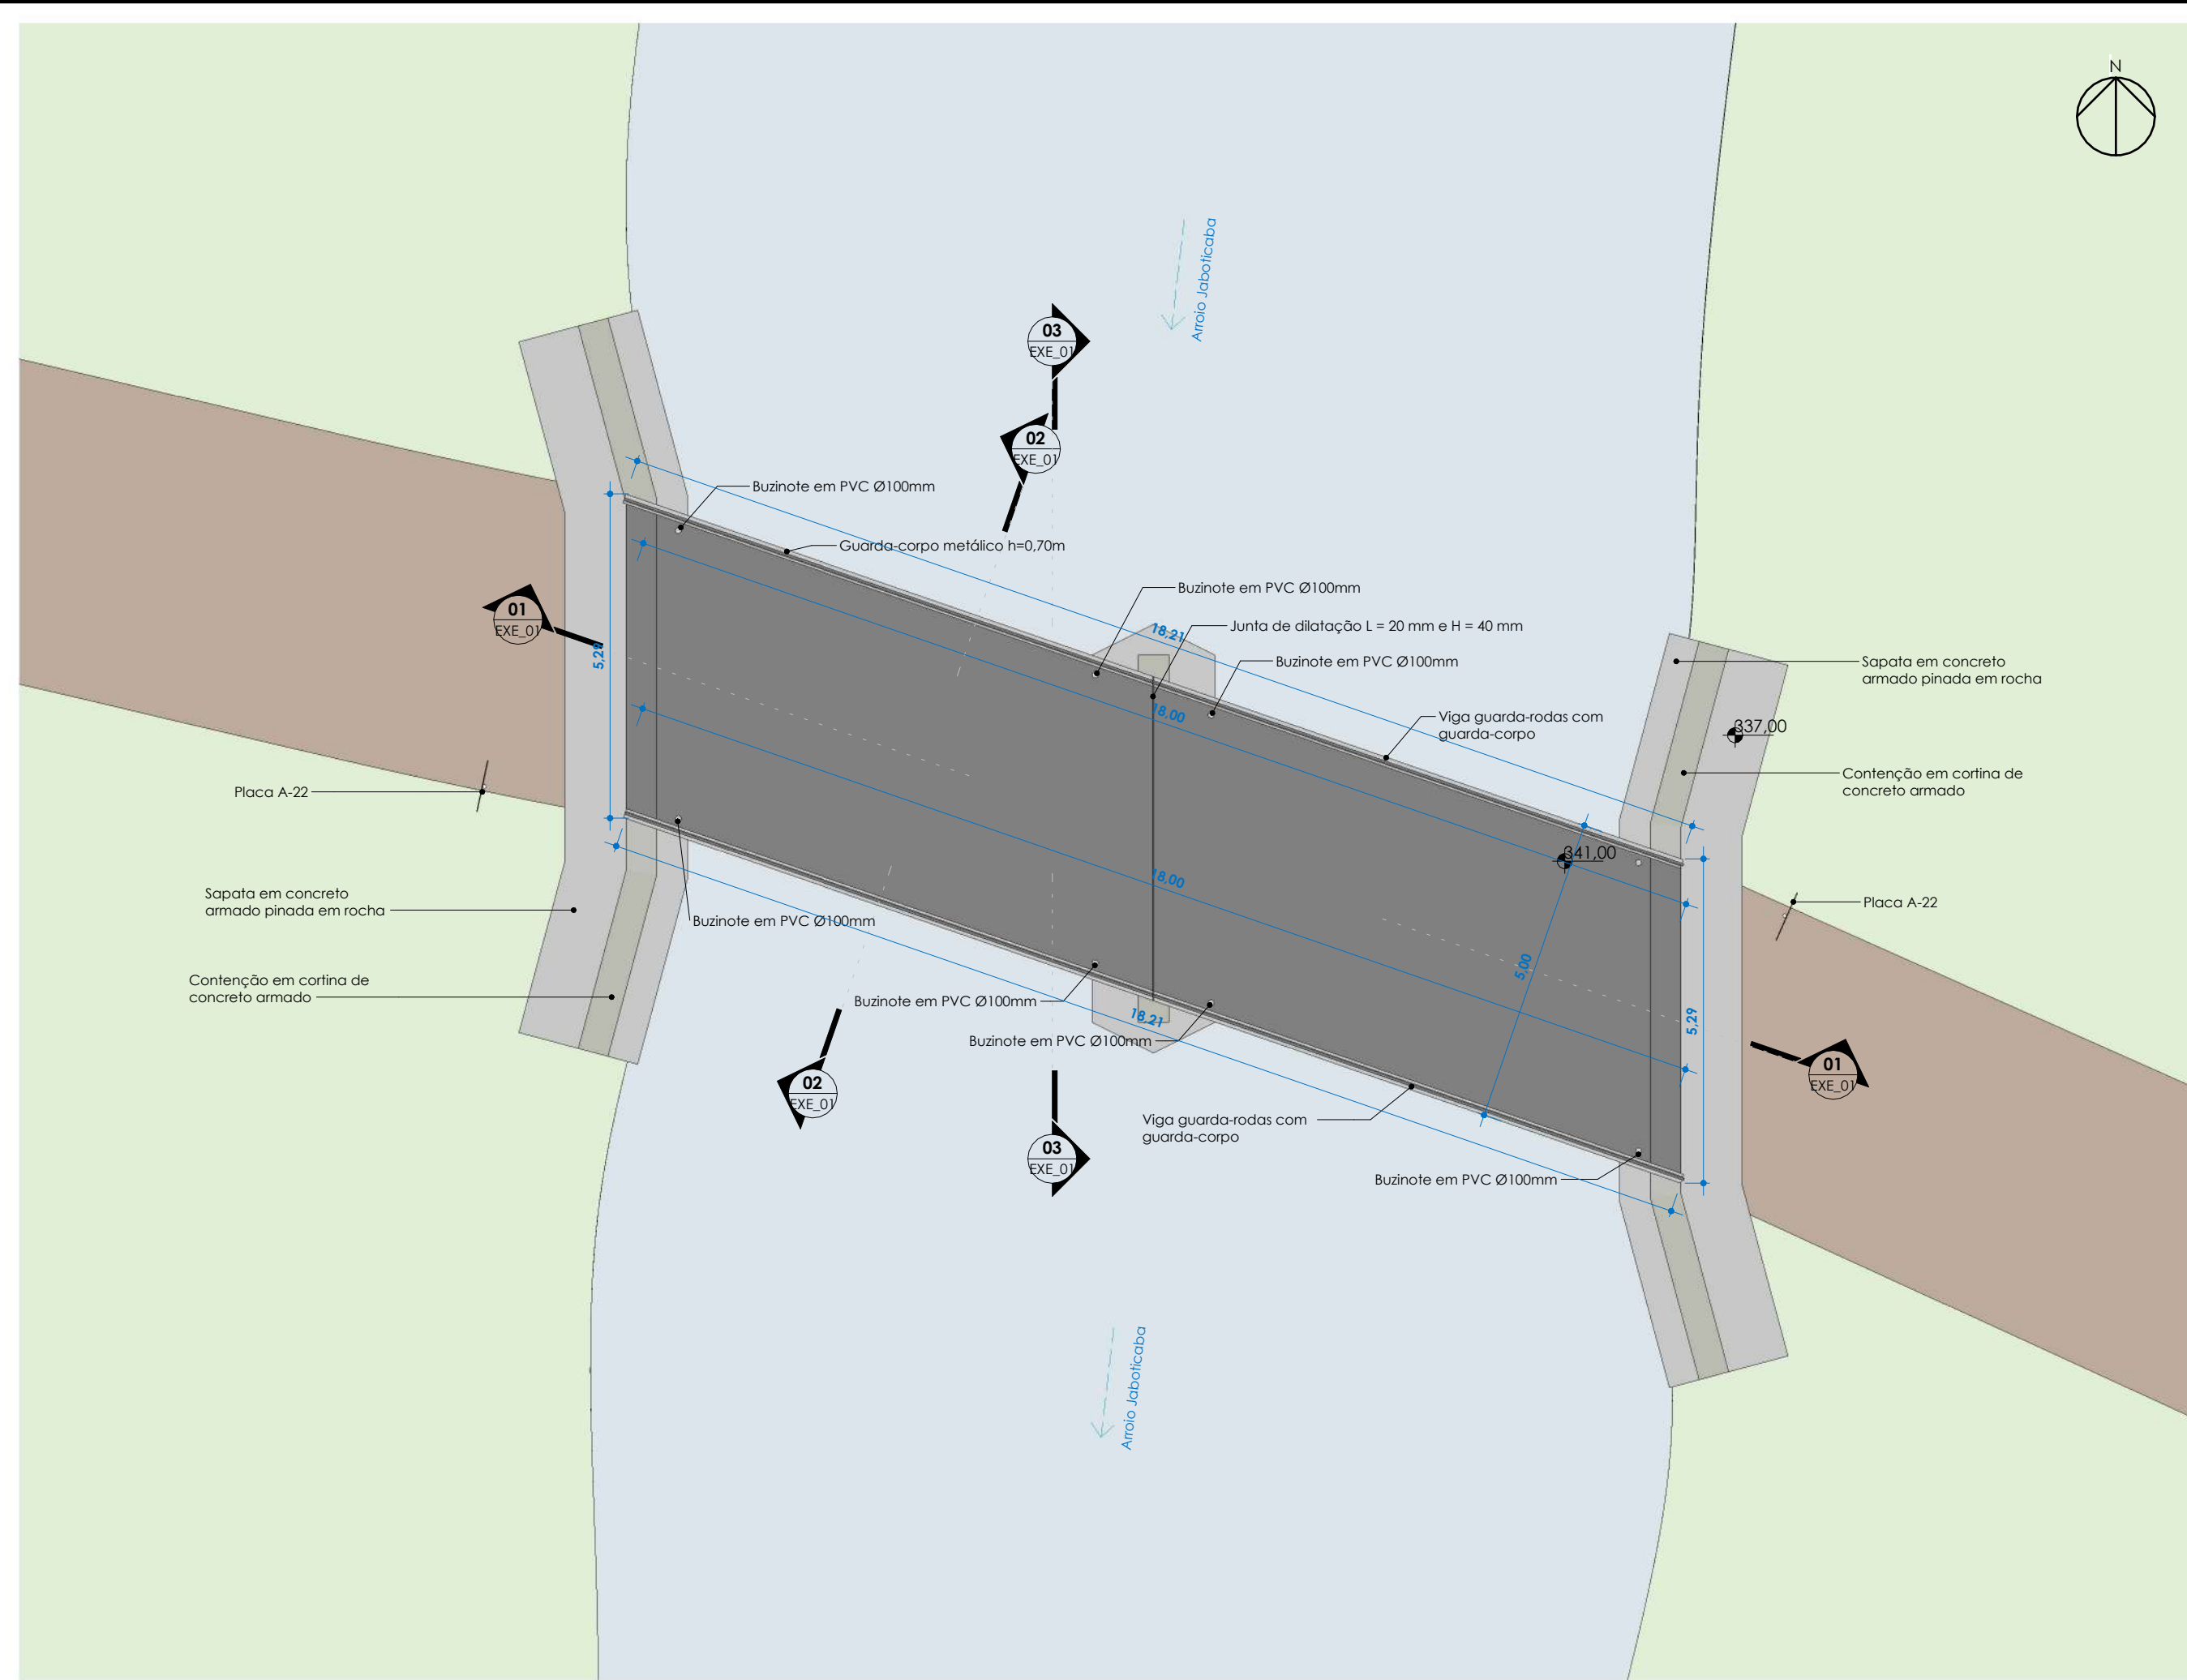 N
Arroio Jaboticaba
03
EXE_01
02
EXE_01
Buzinote em PVC Ø100mm
Guarda-corpo metálico h=0,70m
Buzinote em PVC Ø100mm
01
EXE_01
5,29
18,21
Junta de dilatação L = 20 mm e H = 40 mm
Buzinote em PVC Ø100mm
Sapata em concreto
armado pinada em rocha
18,00
Viga guarda-rodas com
guarda-corpo
337,00
Contenção em cortina de
concreto armado
Placa A-22
341,00
18,00
Sapata em concreto
armado pinada em rocha
Placa A-22
Buzinote em PVC Ø100mm
5,00
Contenção em cortina de
concreto armado
Buzinote em PVC Ø100mm
18,21
5,29
Buzinote em PVC Ø100mm
01
EXE_01
02
EXE_01
Viga guarda-rodas com
guarda-corpo
03
EXE_01
Buzinote em PVC Ø100mm
Arroio Jaboticaba